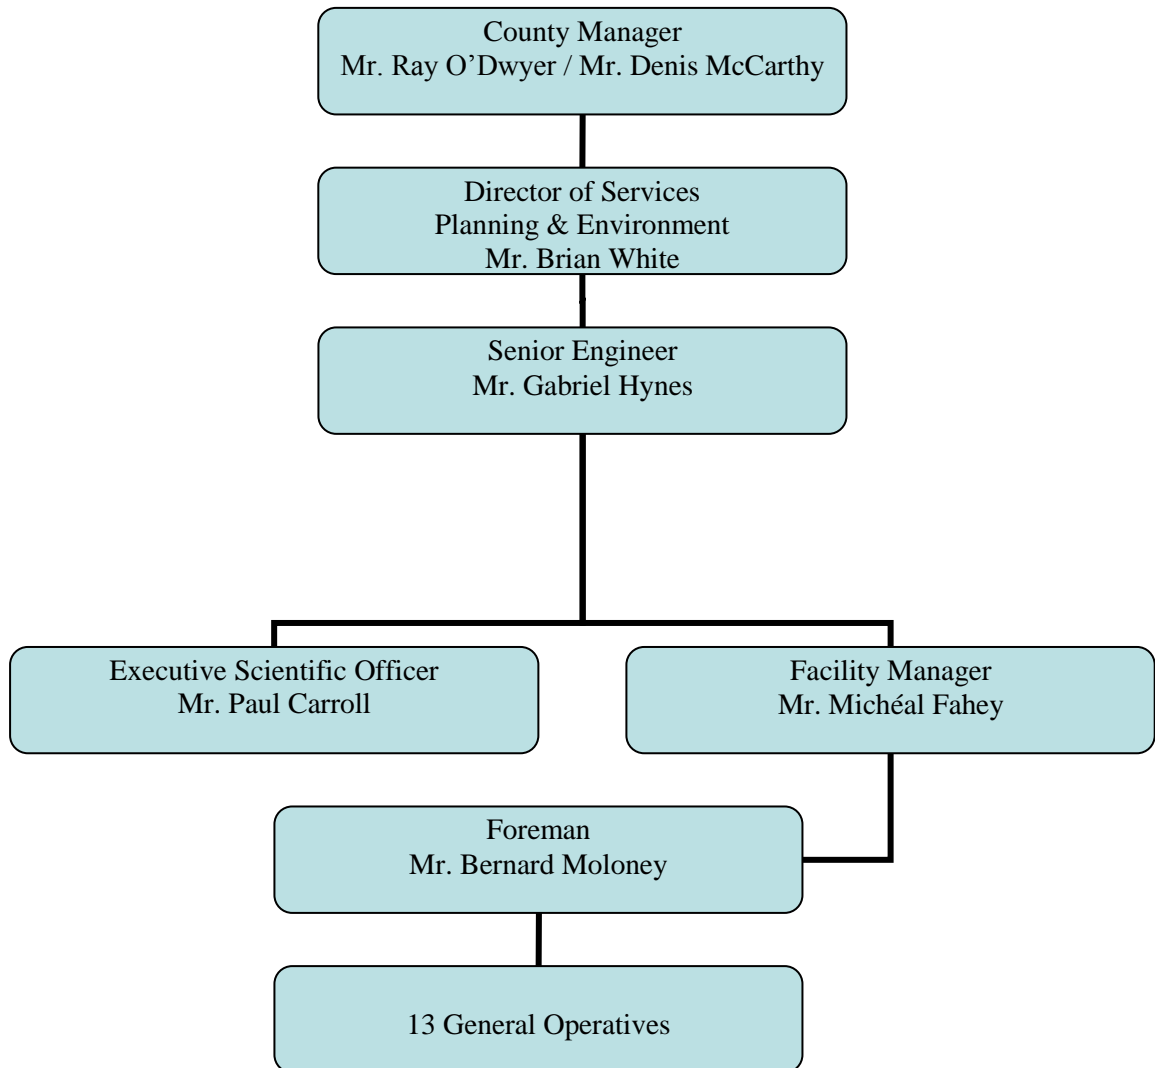 County Manager
Mr. Ray O’Dwyer / Mr. Denis McCarthy
Director of Services
Planning & Environment
Mr. Brian White
Senior Engineer
Mr. Gabriel Hynes
Executive Scientific Officer
Mr. Paul Carroll
Facility Manager
Mr. Michéal Fahey
Foreman
Mr. Bernard Moloney
13 General Operatives